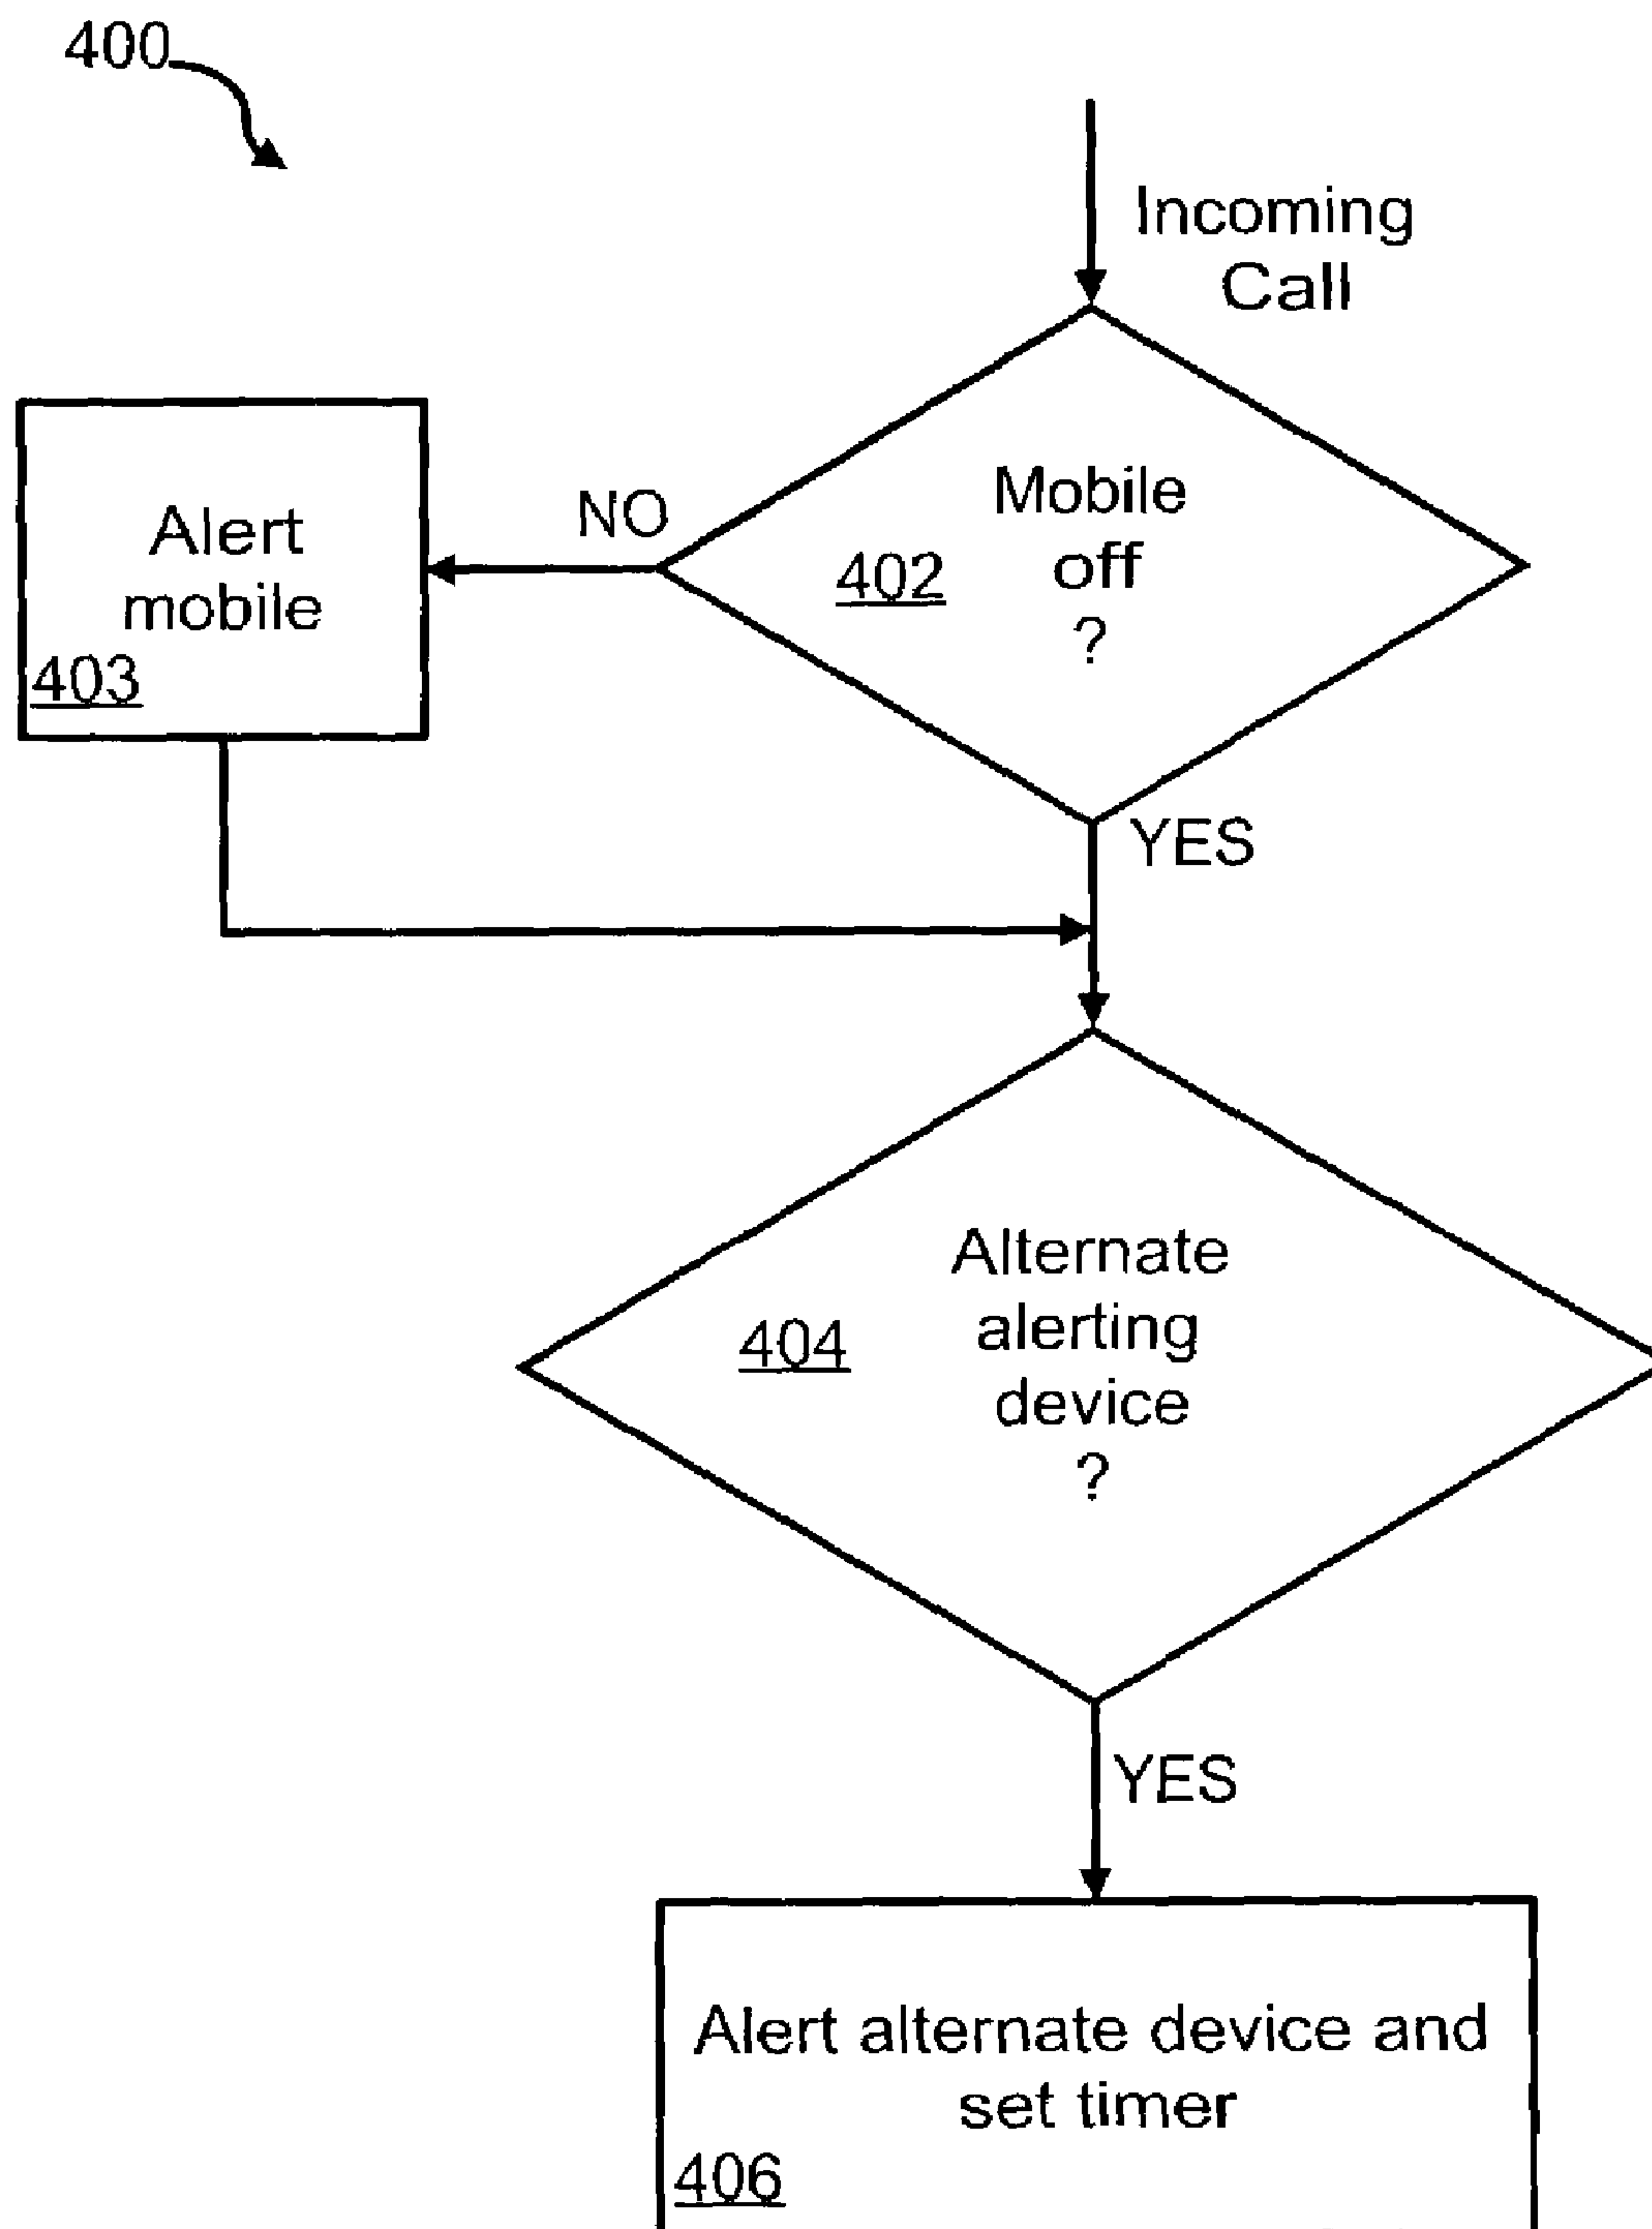 400
Incoming
Call
Mobile
off
?
402
NO
Alert
mobile
403
YES
Alternate
alerting
device
?
404
YES
Alert alternate device and
set timer
406